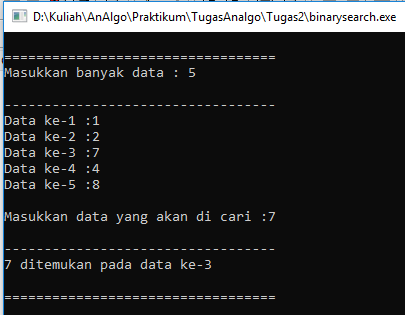 D:\Kuliah\AnAlgo\Praktikum\TugasAnalgo\Tugas2\binarysearch.exe
==================================
Masukkan banyak data : 5
----------------------------------
Data ke-1 :1
Data ke-2 :2
Data ke-3 :7
Data ke-4 :4
Data ke-5 :8
Masukkan data yang akan di cari :7
----------------------------------
7 ditemukan pada data ke-3
==================================